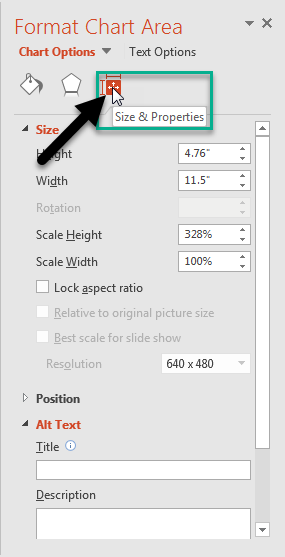 Format Chart Area
Chart Options Text Options
Size & Properties
Size
Height 4.76"
Width 11.5"
Rotation
Scale Height 328%
Scale Width 100%
Lock aspect ratio
Relative to original picture size
Best scale for slide show
Resolution 640 x 480
Position
Alt Text
Title
Description